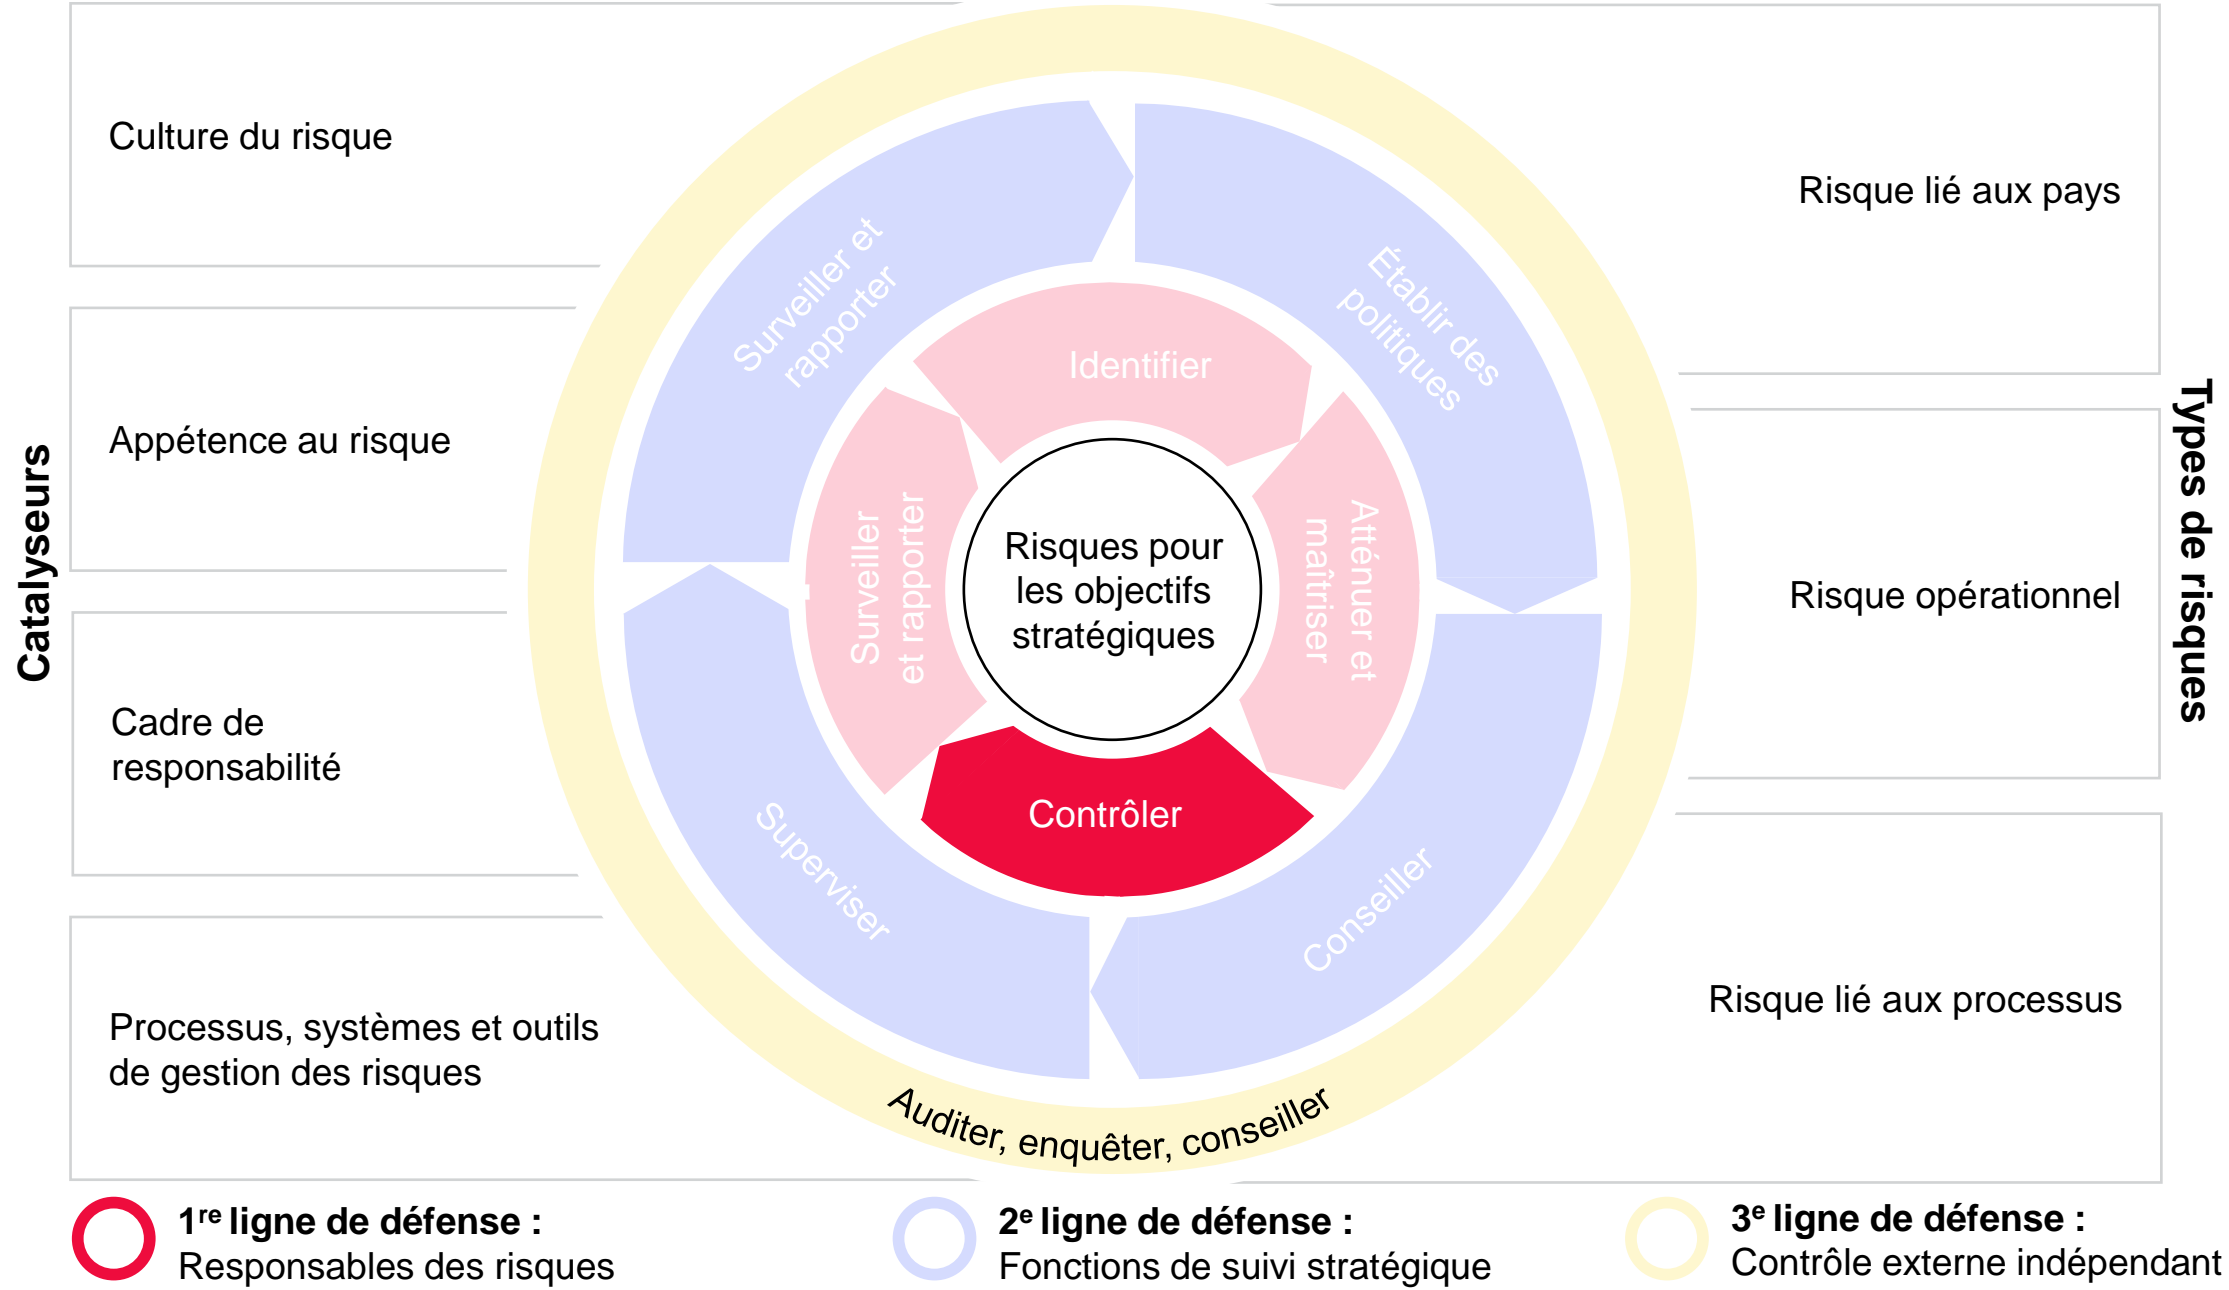 Catalyseurs
Culture du risque
Appétence au risque
Cadre de
responsabilité
Processus, systèmes et outils
de gestion des risques
Surveiller et
rapporter
Établir des
politiques
Conseiller
Superviser
Identifier
Atténuer et
maîtriser
Contrôler
Surveiller
et rapporter
Risques pour
les objectifs
stratégiques
Auditer, enquêter, conseiller
Risque lié aux pays
Risque opérationnel
Risque lié aux processus
Types de risques
1re ligne de défense :
Responsables des risques
2e ligne de défense :
Fonctions de suivi stratégique
3e ligne de défense :
Contrôle externe indépendant